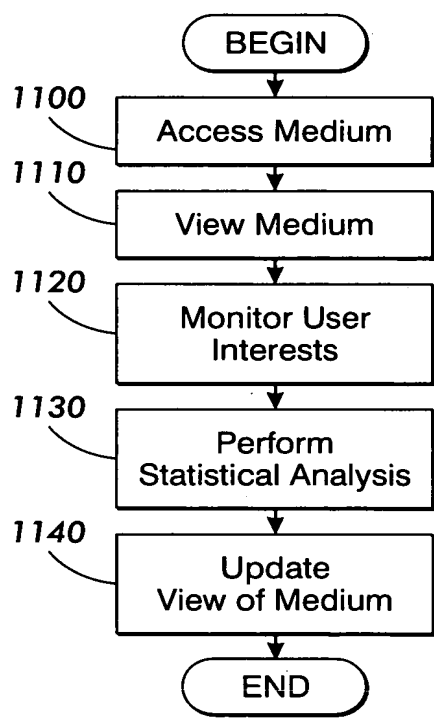 BEGIN
1100
Access Medium
1110
View Medium
1120
Monitor User
Interests
1130
Perform
Statistical Analysis
1140
Update
View of Medium
END